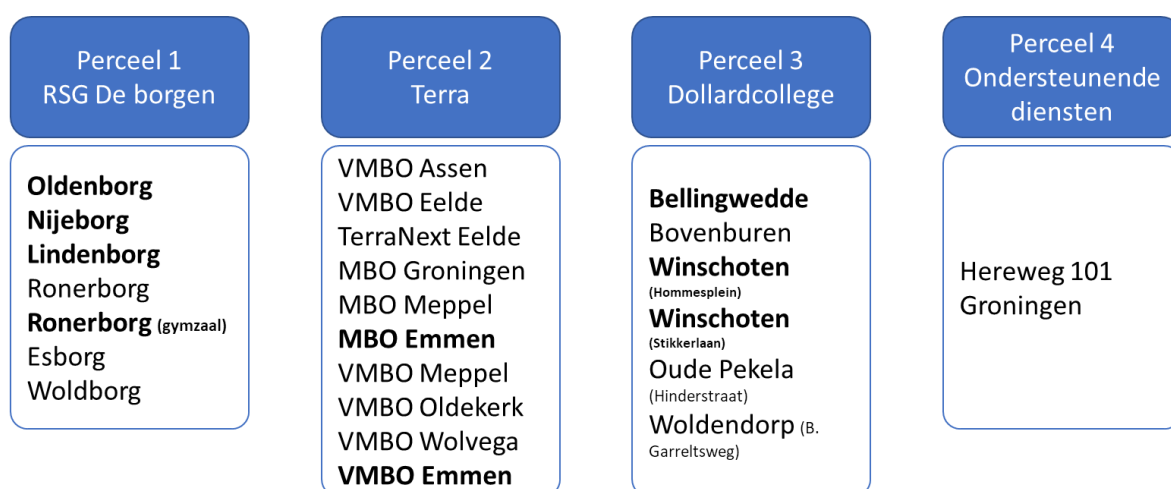 Perceel 1
RSG De borgen
Oldenborg
Nijeborg
Lindenborg
Ronerborg
Ronerborg (gymzaal)
Esborg
Woldborg
Perceel 2
Terra
VMBO Assen
VMBO Eelde
TerraNext Eelde
MBO Groningen
MBO Meppel
MBO Emmen
VMBO Meppel
VMBO Oldekerk
VMBO Wolvega
VMBO Emmen
Perceel 3
Dollardcollege
Bellingwedde
Bovenburen
Winschoten
(Hommesplein)
Winschoten
(Stikkerlaan)
Oude Pekela
(Hinderstraat)
Woldendorp (B.
Garreltsweg)
Perceel 4
Ondersteunende
diensten
Hereweg 101
Groningen